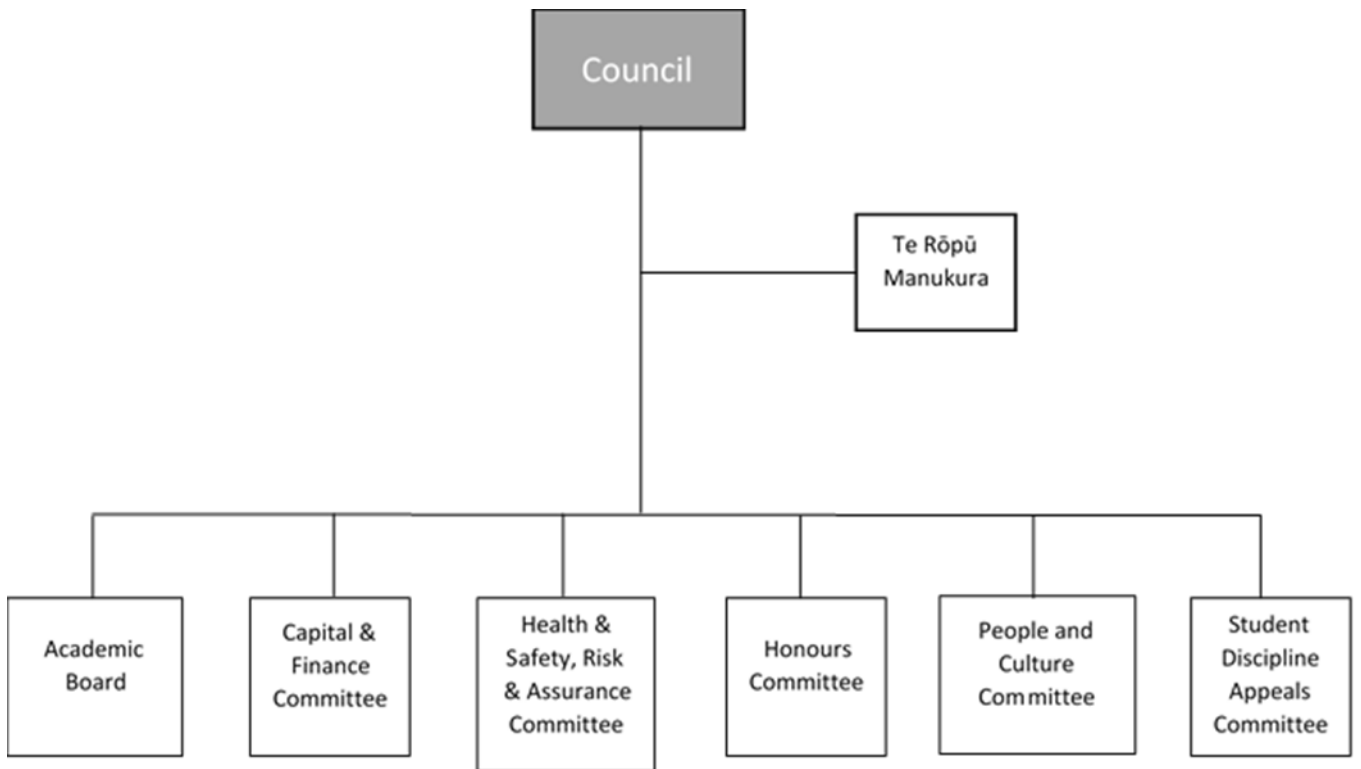 Council
Te Rōpū
Manukura
Academic
Board
Capital &
Finance
Committee
Health &
Safety, Risk
& Assurance
Committee
Honours
Committee
People and
Culture
Committee
Student
Discipline
Appeals
Committee